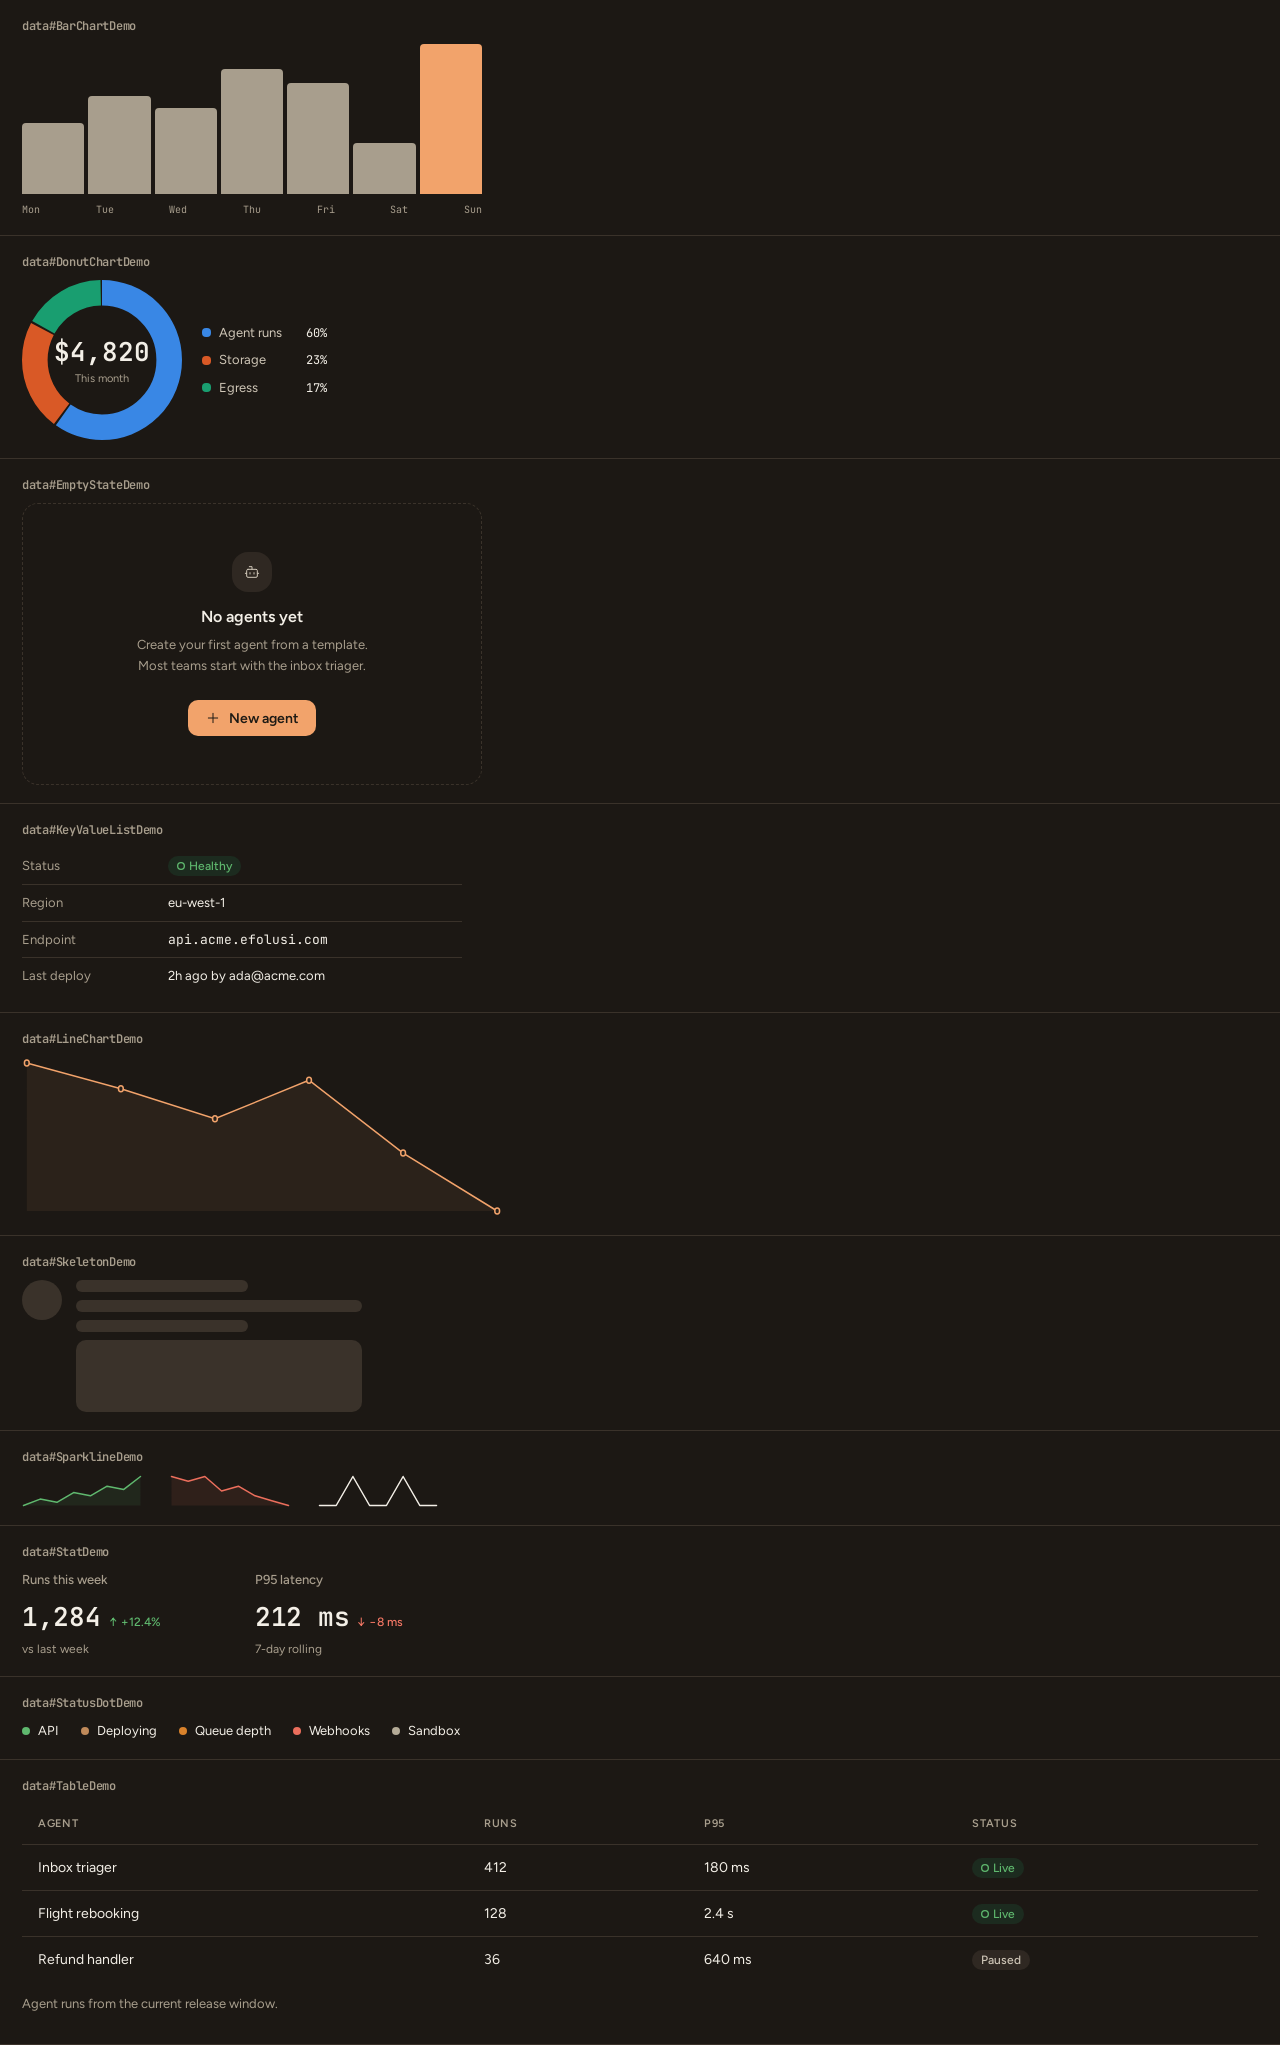 data#BarChartDemo
Mon Tue Wed Thu Fri Sat Sun
data#DonutChartDemo
$4,820
This month
Agent runs 60%
Storage 23%
Egress 17%
data#EmptyStateDemo
No agents yet
Create your first agent from a template.
Most teams start with the inbox triager.
New agent
data#KeyValueListDemo
Status Healthy
Region eu-west-1
Endpoint api.acme.efolusi.com
Last deploy 2h ago by ada@acme.com
data#LineChartDemo
data#SkeletonDemo
data#SparklineDemo
data#StatDemo
Runs this week P95 latency
1,284 ↑ +12.4% 212 ms ↓ −8 ms
vs last week 7-day rolling
data#StatusDotDemo
API Deploying Queue depth Webhooks Sandbox
data#TableDemo
AGENT RUNS P95 STATUS
Inbox triager 412 180 ms Live
Flight rebooking 128 2.4 s Live
Refund handler 36 640 ms Paused
Agent runs from the current release window.